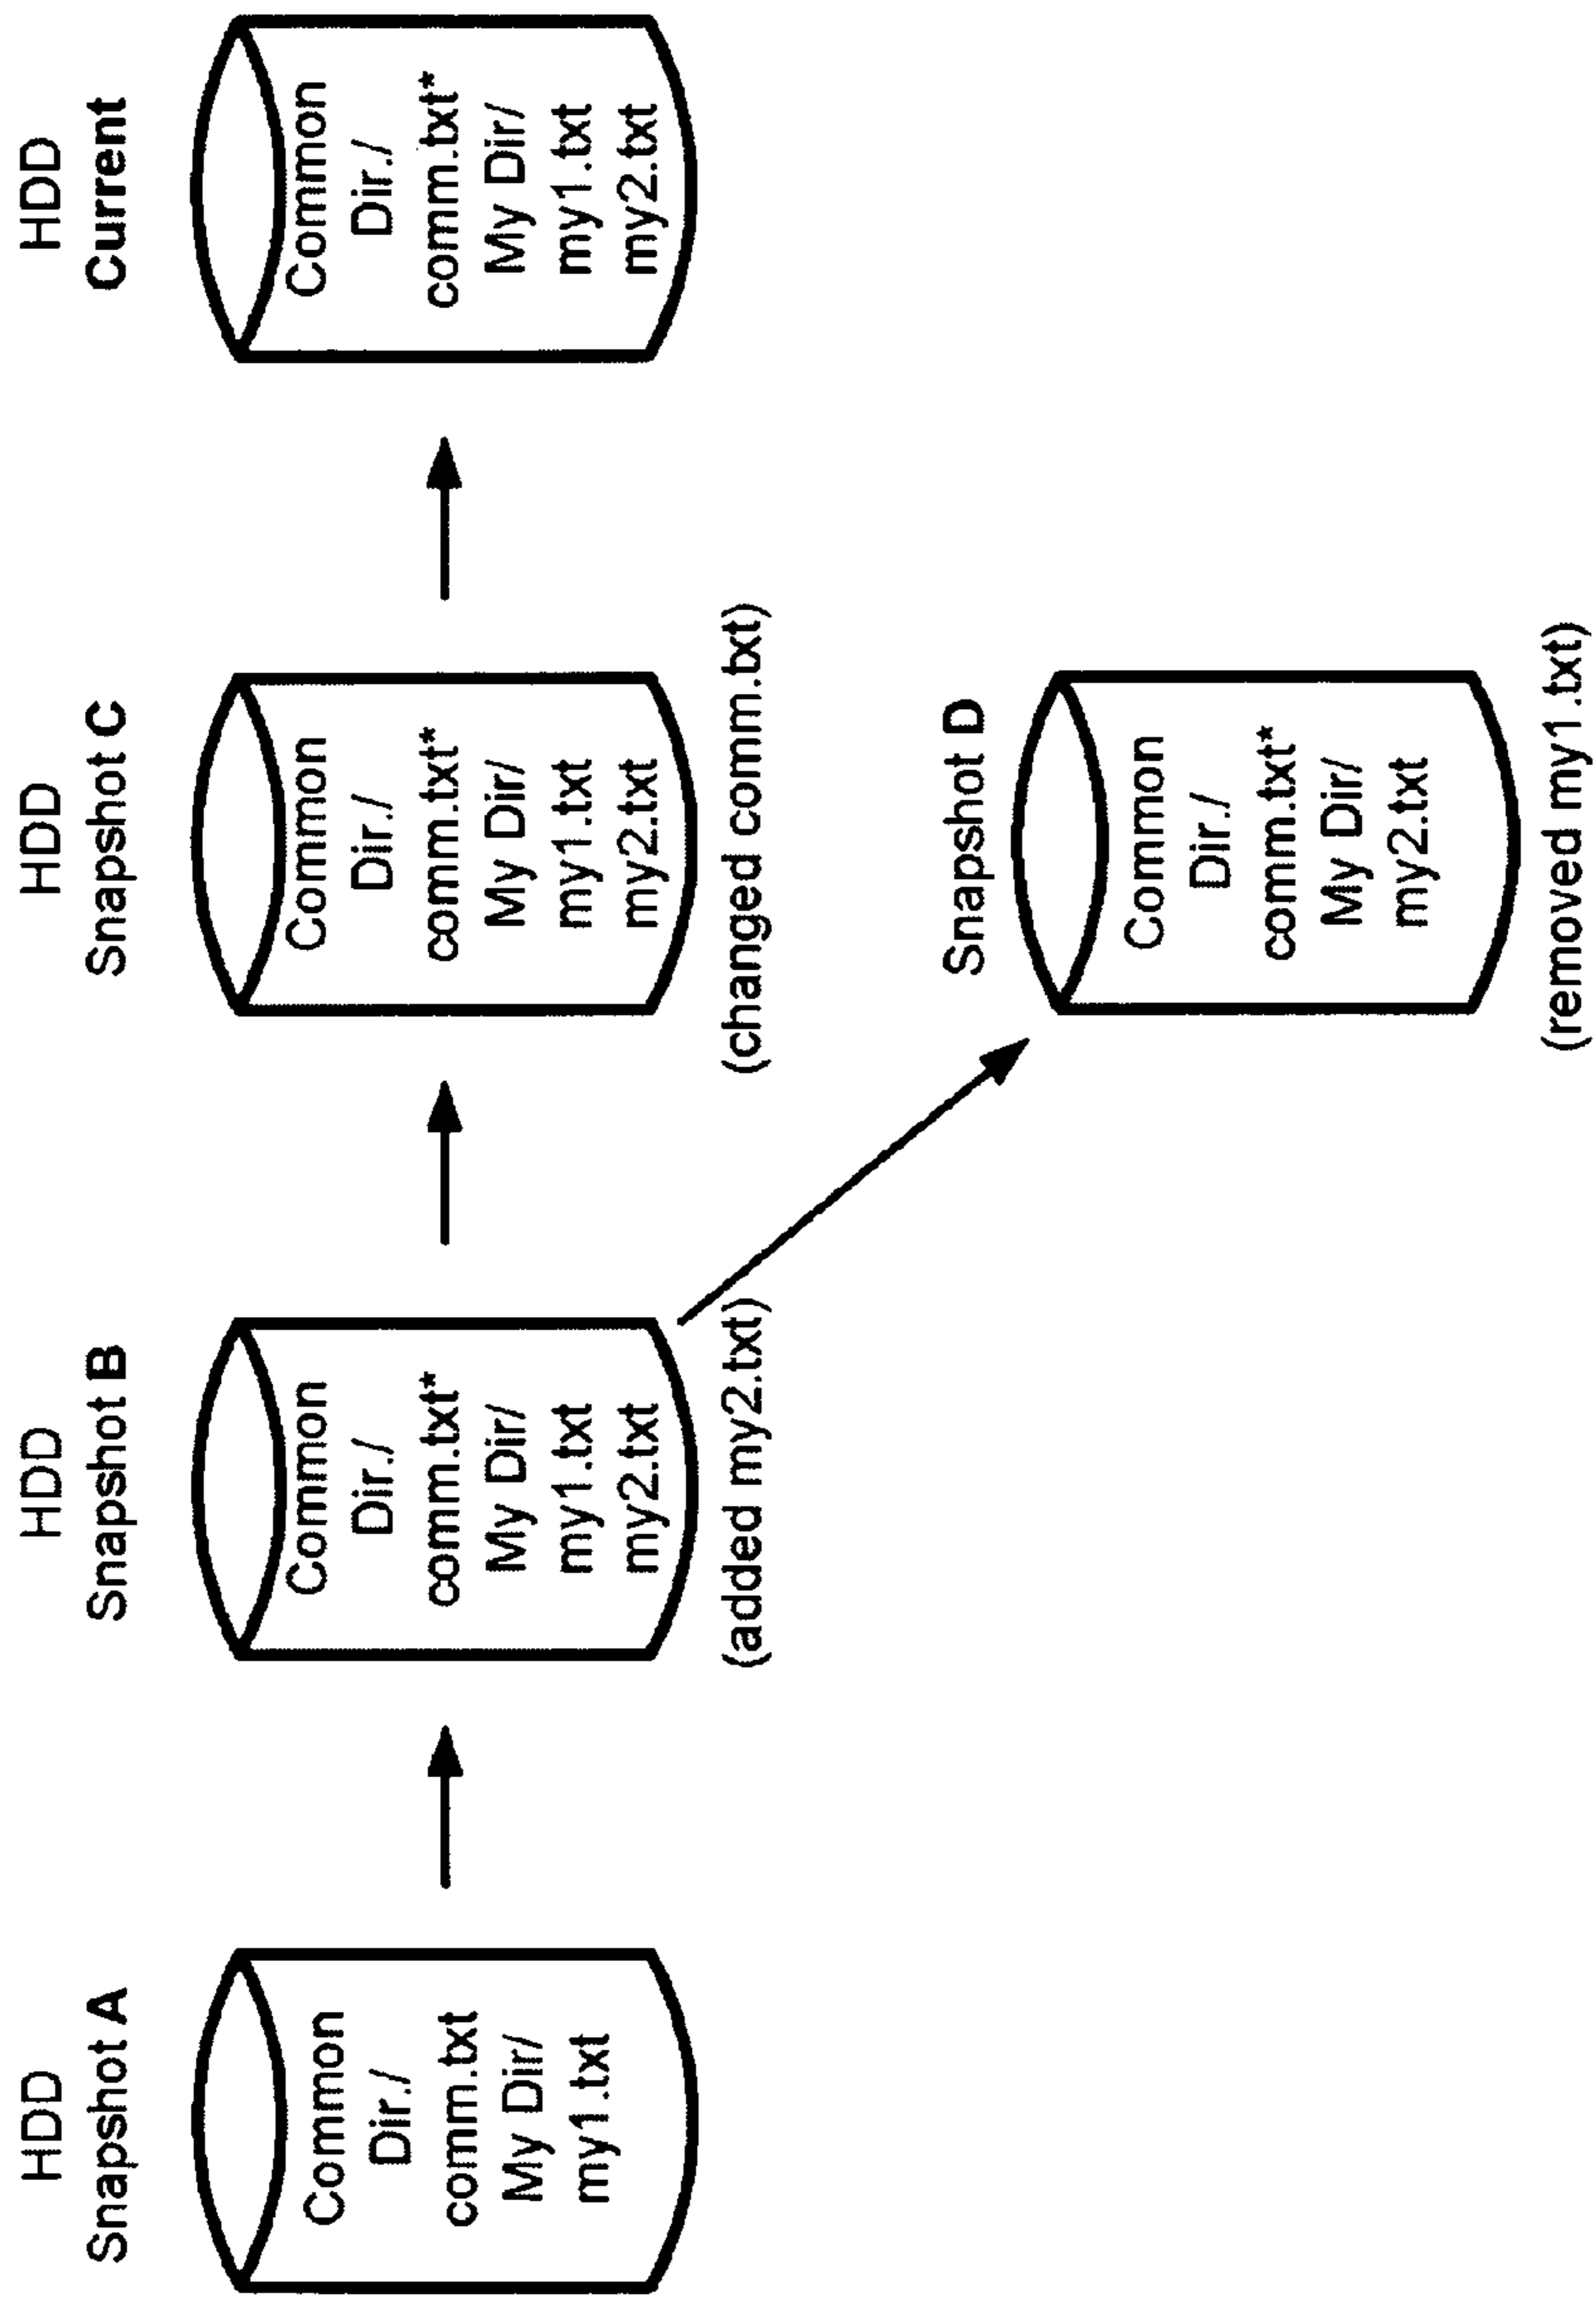 HDD
Snapshot A
Common
Dir./
comm.txt
My Dir/
my1.txt
HDD
Snapshot B
Common
Dir./
comm.txt*
My Dir/
my1.txt
my2.txt
(added my2.txt)
HDD
Snapshot C
Common
Dir./
comm.txt*
My Dir/
my1.txt
my2.txt
(changed comm.txt)
HDD
Current
Common
Dir./
comm.txt*
My Dir/
my1.txt
my2.txt
Snapshot D
Common
Dir./
comm.txt*
My Dir/
my2.txt
(removed my1.txt)